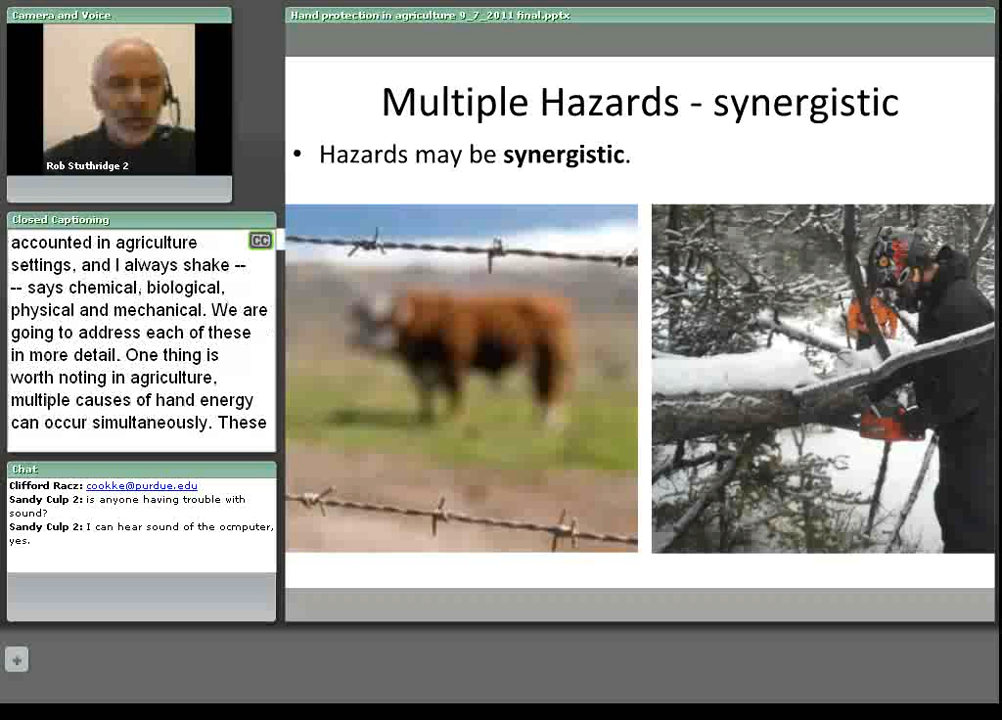 Camera and Voice
Rob Stuthridge 2
Closed Captioning
accounted in agriculture
settings, and I always shake --
-- says chemical, biological,
physical and mechanical. We are
going to address each of these
in more detail. One thing is
worth noting in agriculture,
multiple causes of hand energy
can occur simultaneously. These
CC
Chat
Clifford Racz: cookke@purdue.edu
Sandy Culp 2: is anyone having trouble with
sound?
Sandy Culp 2: I can hear sound of the ocmputer,
yes.
Hand protection in agriculture 9_7_2011 final.pptx
Multiple Hazards - synergistic
• Hazards may be synergistic.